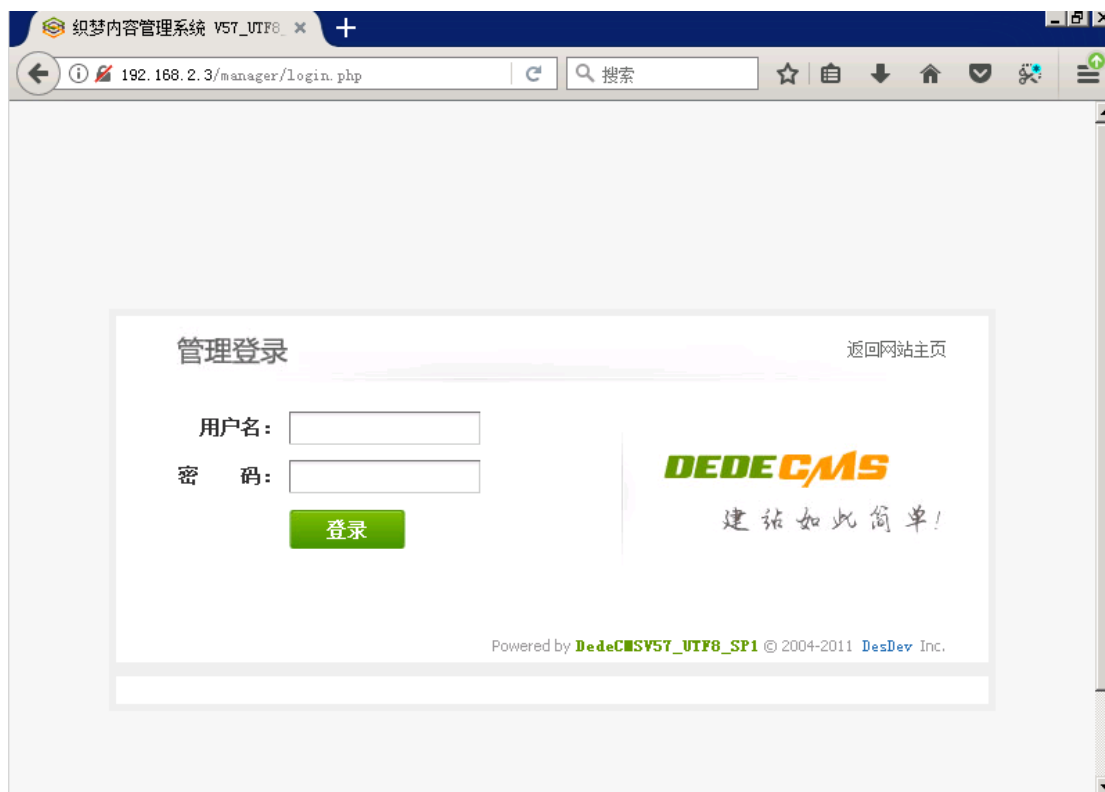 织梦内容管理系统 V57_UTF8_
192.168.2.3/manager/login.php
搜索
管理登录
返回网站主页
用户名：
密 码：
登录
DEDECMS
建站如此简单!
Powered by DedeCMSV57_UTF8_SP1 © 2004-2011 DesDev Inc.